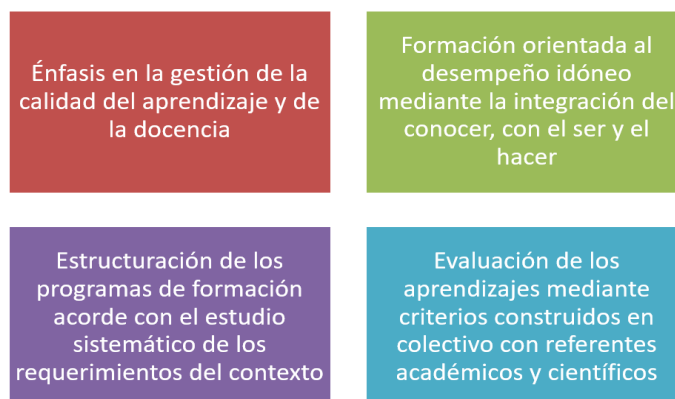 Énfasis en la gestión de la
calidad del aprendizaje y de
la docencia
Formación orientada al
desempeño idóneo
mediante la integración del
conocer, con el ser y el
hacer
Estructuración de los
programas de formación
acorde con el estudio
sistemático de los
requerimientos del contexto
Evaluación de los
aprendizajes mediante
criterios construidos en
colectivo con referentes
académicos y científicos